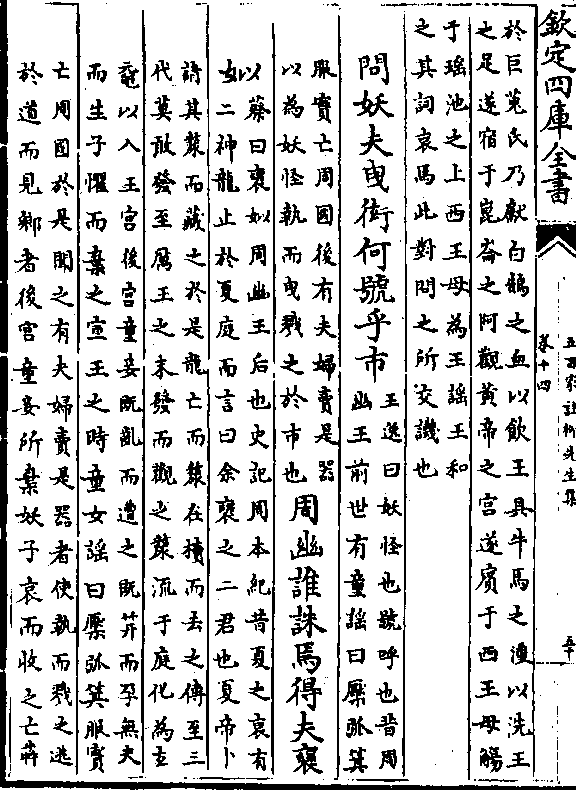 欽定四庫全書
五百家註柳先生集
卷十四
五十
於巨蒐氏乃獻白鵠之血以飲王具牛馬之湩以洗王
之足遂宿于崑崙之阿觀黄帝之宫遂賓于西王母觴
于瑶池之上西王母為王謡王和
之其詞哀焉此對問之所交譏也
問妖夫曳衒何號乎市
王逸曰妖怪也號呼也昔周
幽王前世有童謡曰檿弧箕
服實亡周國後有夫婦賣是器
以為妖怪執而曳戮之於市也
周幽誰誅焉得夫襃
姒
蔡曰襃姒周幽王后也史記周本紀昔夏之衰有
二神龍止於夏庭而言曰余襃之二君也夏帝卜
請其漦而藏之於是龍亡而漦在櫝而去之傳至三
代莫敢發至厲王之末發而觀之漦流于庭化為玄
黿以入王宫後宫童妾既齓而遭之既笄而孕無夫
而生子懼而棄之宣王之時童女謡曰檿弧箕服實
亡周國於是聞之有夫婦賣是器者使執而戮之逃
於道而見鄉者後宫童妾所棄妖子哀而收之亡犇